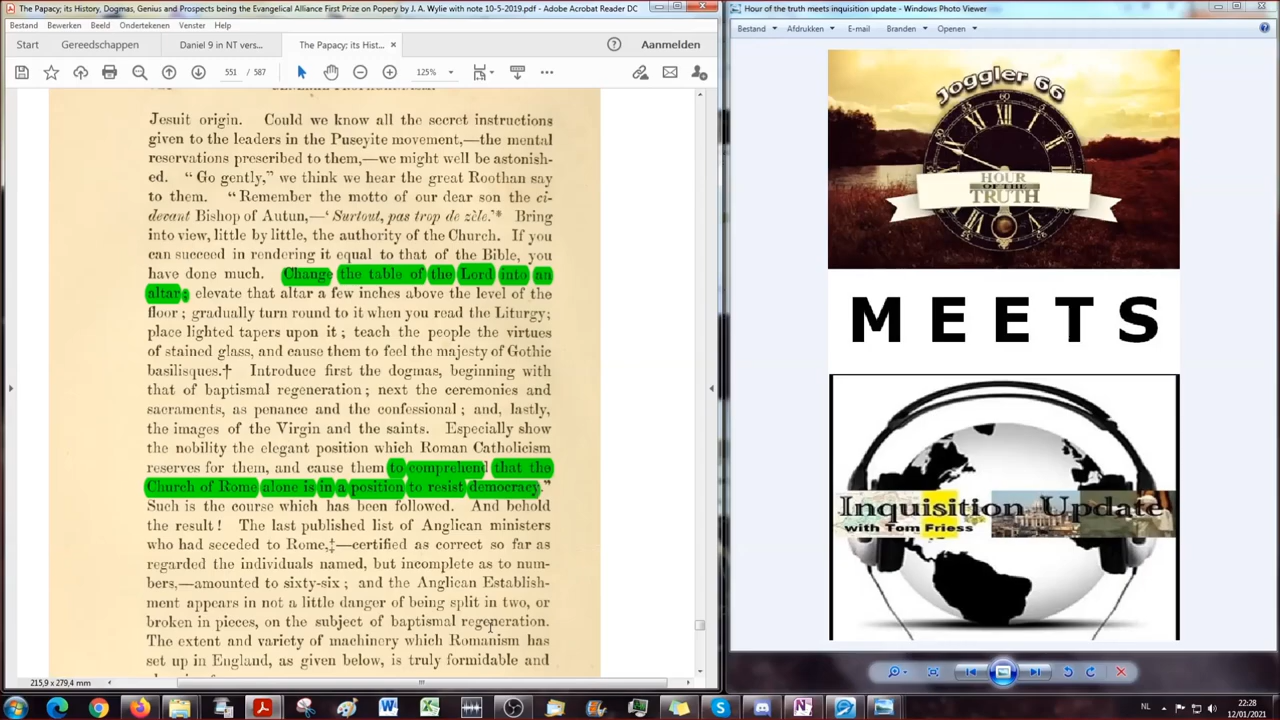 The Papacy; its History, Dogmas, Genius and Prospects being the Evangelical Alliance First Prize on Popery by J. A. Wylie with note 10-5-2019.pdf - Adobe Acrobat Reader DC
Bestand Bewerken Beeld Ondertekenen Venster Help
Start Gereedschappen Daniel 9 in NT vers... The Papacy; its Hist... × Aanmelden
551 / 587 125%
Jesuit origin. Could we know all the secret instructions
given to the leaders in the Puseyite movement,—the mental
reservations prescribed to them,—we might well be astonish-
ed. “Go gently,” we think we hear the great Roothan say
to them. “Remember the motto of our dear son the ci-
devant Bishop of Autun,—‘Surtout, pas trop de zèle.’* Bring
into view, little by little, the authority of the Church. If you
can succeed in rendering it equal to that of the Bible, you
have done much. Change the table of the Lord into an
altar; elevate that altar a few inches above the level of the
floor; gradually turn round to it when you read the Liturgy;
place lighted tapers upon it; teach the people the virtues
of stained glass, and cause them to feel the majesty of Gothic
basilisques.† Introduce first the dogmas, beginning with
that of baptismal regeneration; next the ceremonies and
sacraments, as penance and the confessional; and, lastly,
the images of the Virgin and the saints. Especially show
the nobility the elegant position which Roman Catholicism
reserves for them, and cause them to comprehend that the
Church of Rome alone is in a position to resist democracy.”
Such is the course which has been followed. And behold
the result! The last published list of Anglican ministers
who had seceded to Rome,‡—certified as correct so far as
regarded the individuals named, but incomplete as to num-
bers,—amounted to sixty-six; and the Anglican Establish-
ment appears in not a little danger of being split in two, or
broken in pieces, on the subject of baptismal regeneration.
The extent and variety of machinery which Romanism has
set up in England, as given below, is truly formidable and
215,9 x 279,4 mm
Hour of the truth meets inquisition update - Windows Photo Viewer
Bestand Afdrukken E-mail Branden Openen
Joggler 66
HOUR
OF THE
TRUTH
MEETS
Inquisition Update
with Tom Friess
NL
22:28
12/01/2021